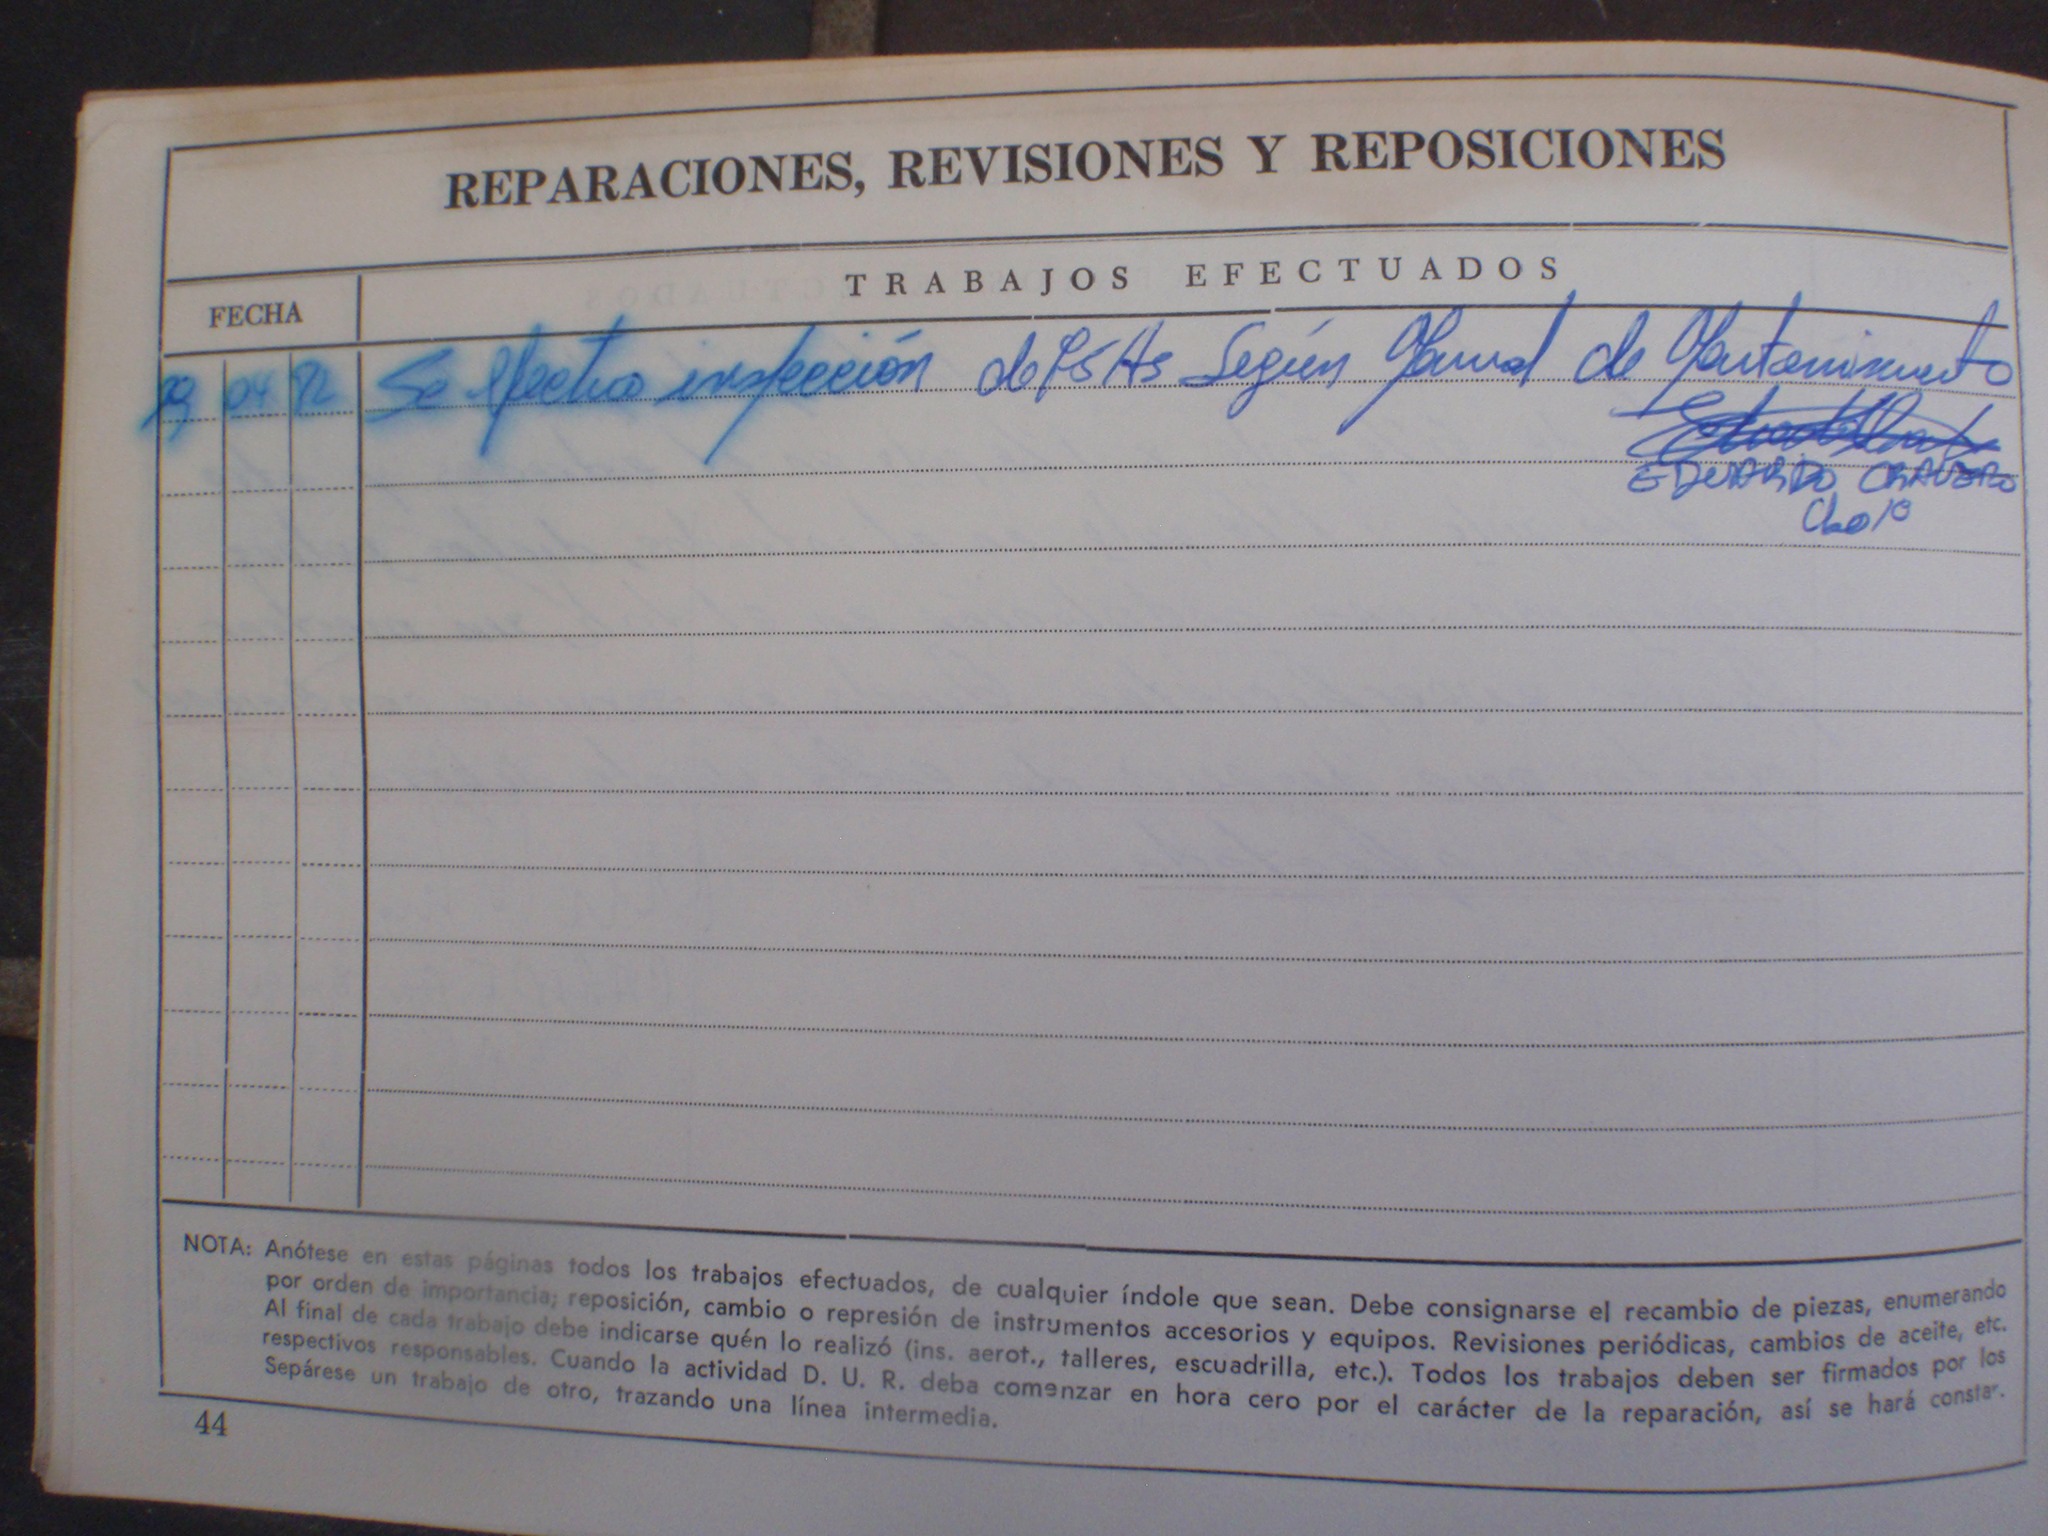 REPARACIONES, REVISIONES Y REPOSICIONES
FECHA
TRABAJOS EFECTUADOS
04 82 Se efectuo inspección de 25 Hs Según Manual de Mantenimiento
EDUARDO CRAVERO
NOTA: Anótese en estas páginas todos los trabajos efectuados, de cualquier índole que sean. Debe consignarse el recambio de piezas, enumerando
por orden de importancia; reposición, cambio o represión de instrumentos accesorios y equipos. Revisiones periódicas, cambios de aceite, etc.
Al final de cada trabajo debe indicarse quén lo realizó (ins. aerot., talleres, escuadrilla, etc.). Todos los trabajos deben ser firmados por los
respectivos responsables. Cuando la actividad D. U. R. deba comenzar en hora cero por el carácter de la reparación, así se hará constar.
Sepárese un trabajo de otro, trazando una línea intermedia.
44